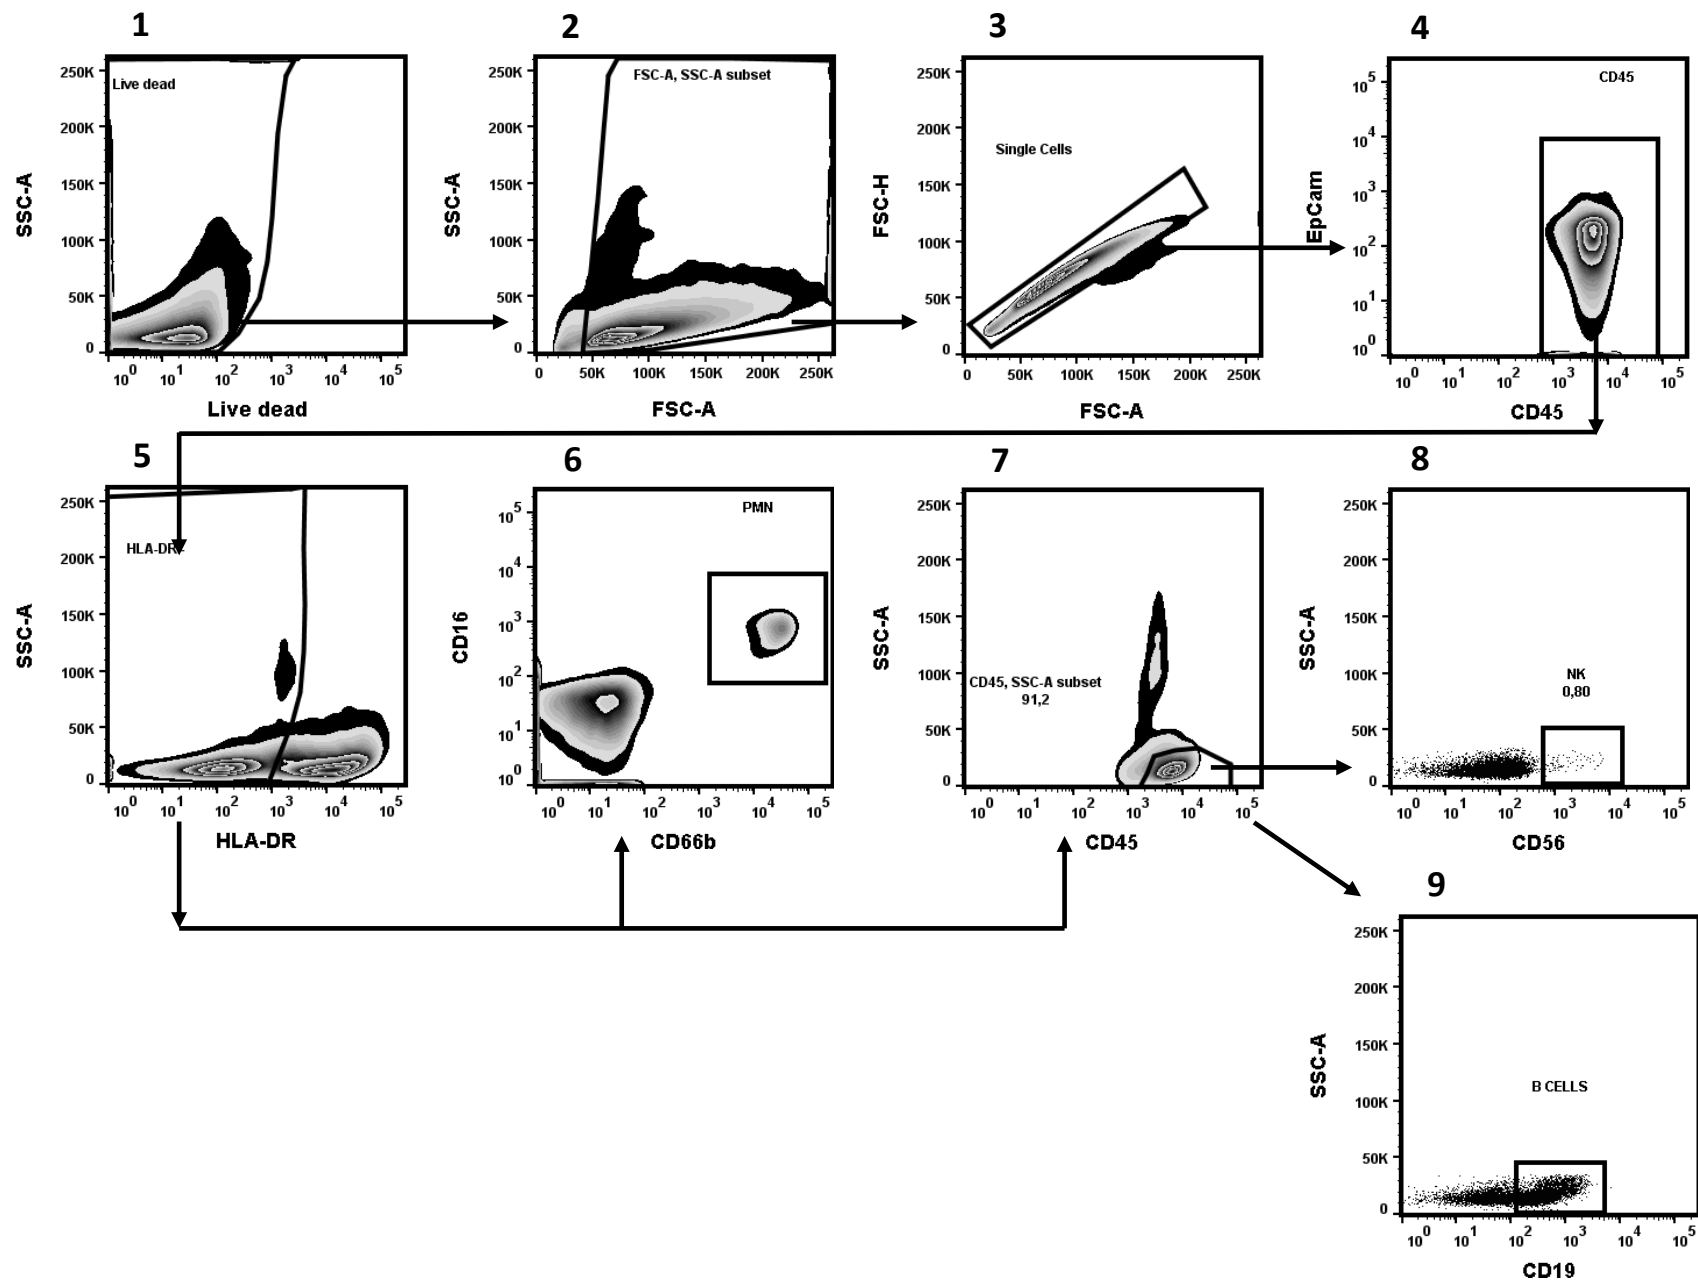 1
250K
200K
150K
100K
50K
0
SSC-A
Live dead
10^0 10^1 10^2 10^3 10^4 10^5
Live dead
2
250K
200K
150K
100K
50K
0
SSC-A
FSC-A, SSC-A subset
0 50K 100K 150K 200K 250K
FSC-A
3
250K
200K
150K
100K
50K
0
FSC-H
Single Cells
0 50K 100K 150K 200K 250K
FSC-A
4
10^5
10^4
10^3
10^2
10^1
10^0
EpCam
CD45
10^0 10^1 10^2 10^3 10^4 10^5
CD45
5
250K
200K
150K
100K
50K
0
SSC-A
HLA-DR-
10^0 10^1 10^2 10^3 10^4 10^5
HLA-DR
6
10^5
10^4
10^3
10^2
10^1
10^0
CD16
PMN
10^0 10^1 10^2 10^3 10^4 10^5
CD66b
7
250K
200K
150K
100K
50K
0
SSC-A
CD45, SSC-A subset
91,2
10^0 10^1 10^2 10^3 10^4 10^5
CD45
8
250K
200K
150K
100K
50K
0
SSC-A
NK
0,80
10^0 10^1 10^2 10^3 10^4 10^5
CD56
9
250K
200K
150K
100K
50K
0
SSC-A
B CELLS
10^0 10^1 10^2 10^3 10^4 10^5
CD19